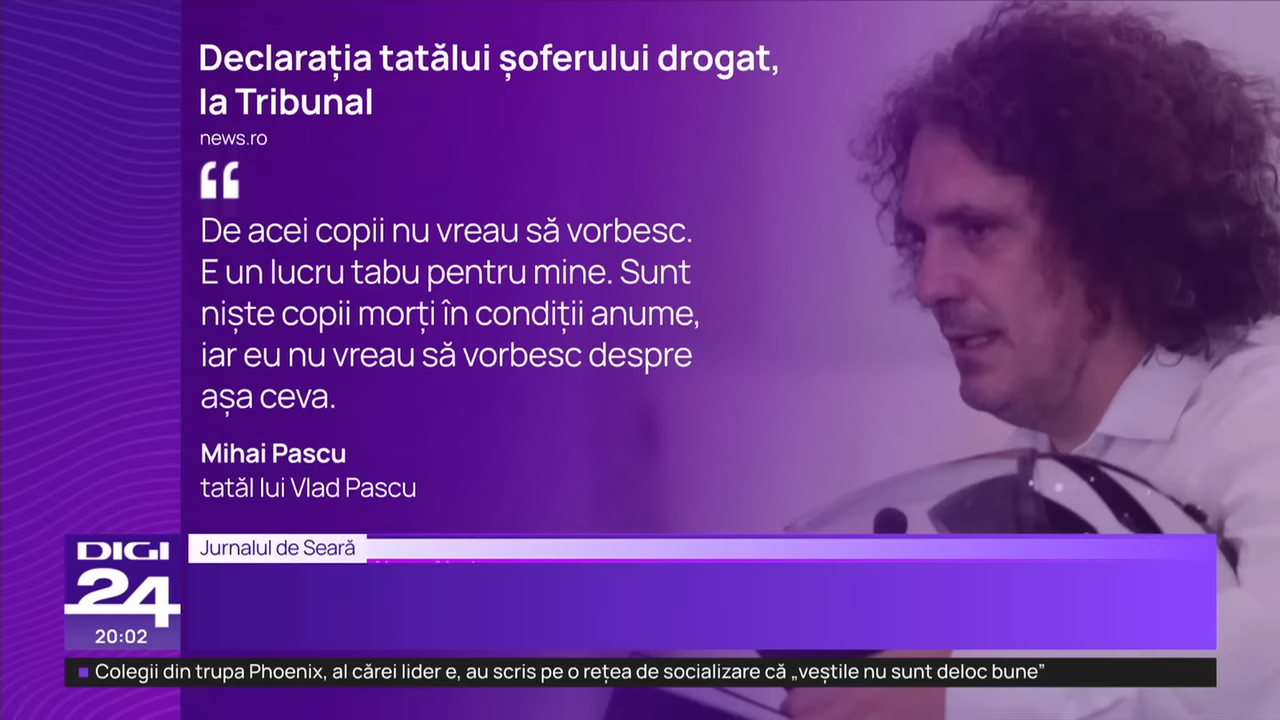 Declarația tatălui șoferului drogat,
la Tribunal
news.ro
“
De acei copii nu vreau să vorbesc.
E un lucru tabu pentru mine. Sunt
niște copii morți în condiții anume,
iar eu nu vreau să vorbesc despre
așa ceva.
Mihai Pascu
tatăl lui Vlad Pascu
DIGI
24
20:02
Jurnalul de Seară
Colegii din trupa Phoenix, al cărei lider e, au scris pe o rețea de socializare că „veștile nu sunt deloc bune”